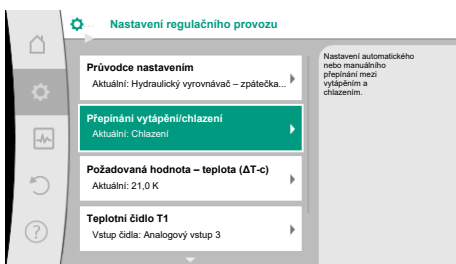 Nastavení regulačního provozu
Průvodce nastavením
Aktuální: Hydraulický vyrovnávač – zpátečka...
Přepínání vytápění/chlazení
Aktuální: Chlazení
Požadovaná hodnota – teplota (ΔT-c)
Aktuální: 21,0 K
Teplotní čidlo T1
Vstup čidla: Analogový vstup 3
Nastavení automatického
nebo manuálního
přepínání mezi
vytápěním a
chlazením.